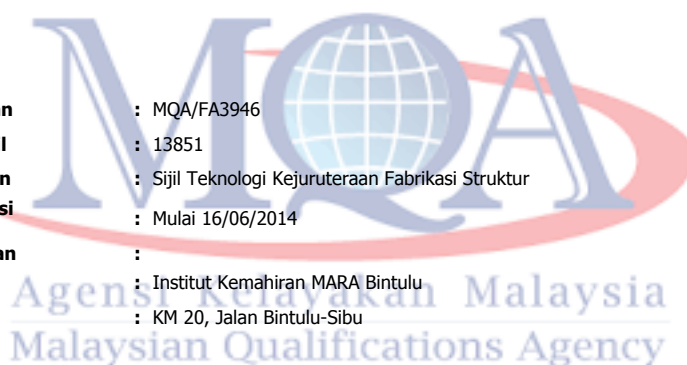 MQA
: MQA/FA3946
: 13851
: Sijil Teknologi Kejuruteraan Fabrikasi Struktur
: Mulai 16/06/2014
:
: Institut Kemahiran MARA Bintulu
: KM 20, Jalan Bintulu-Sibu
Agensi Kelayakan Malaysia
Malaysian Qualifications Agency